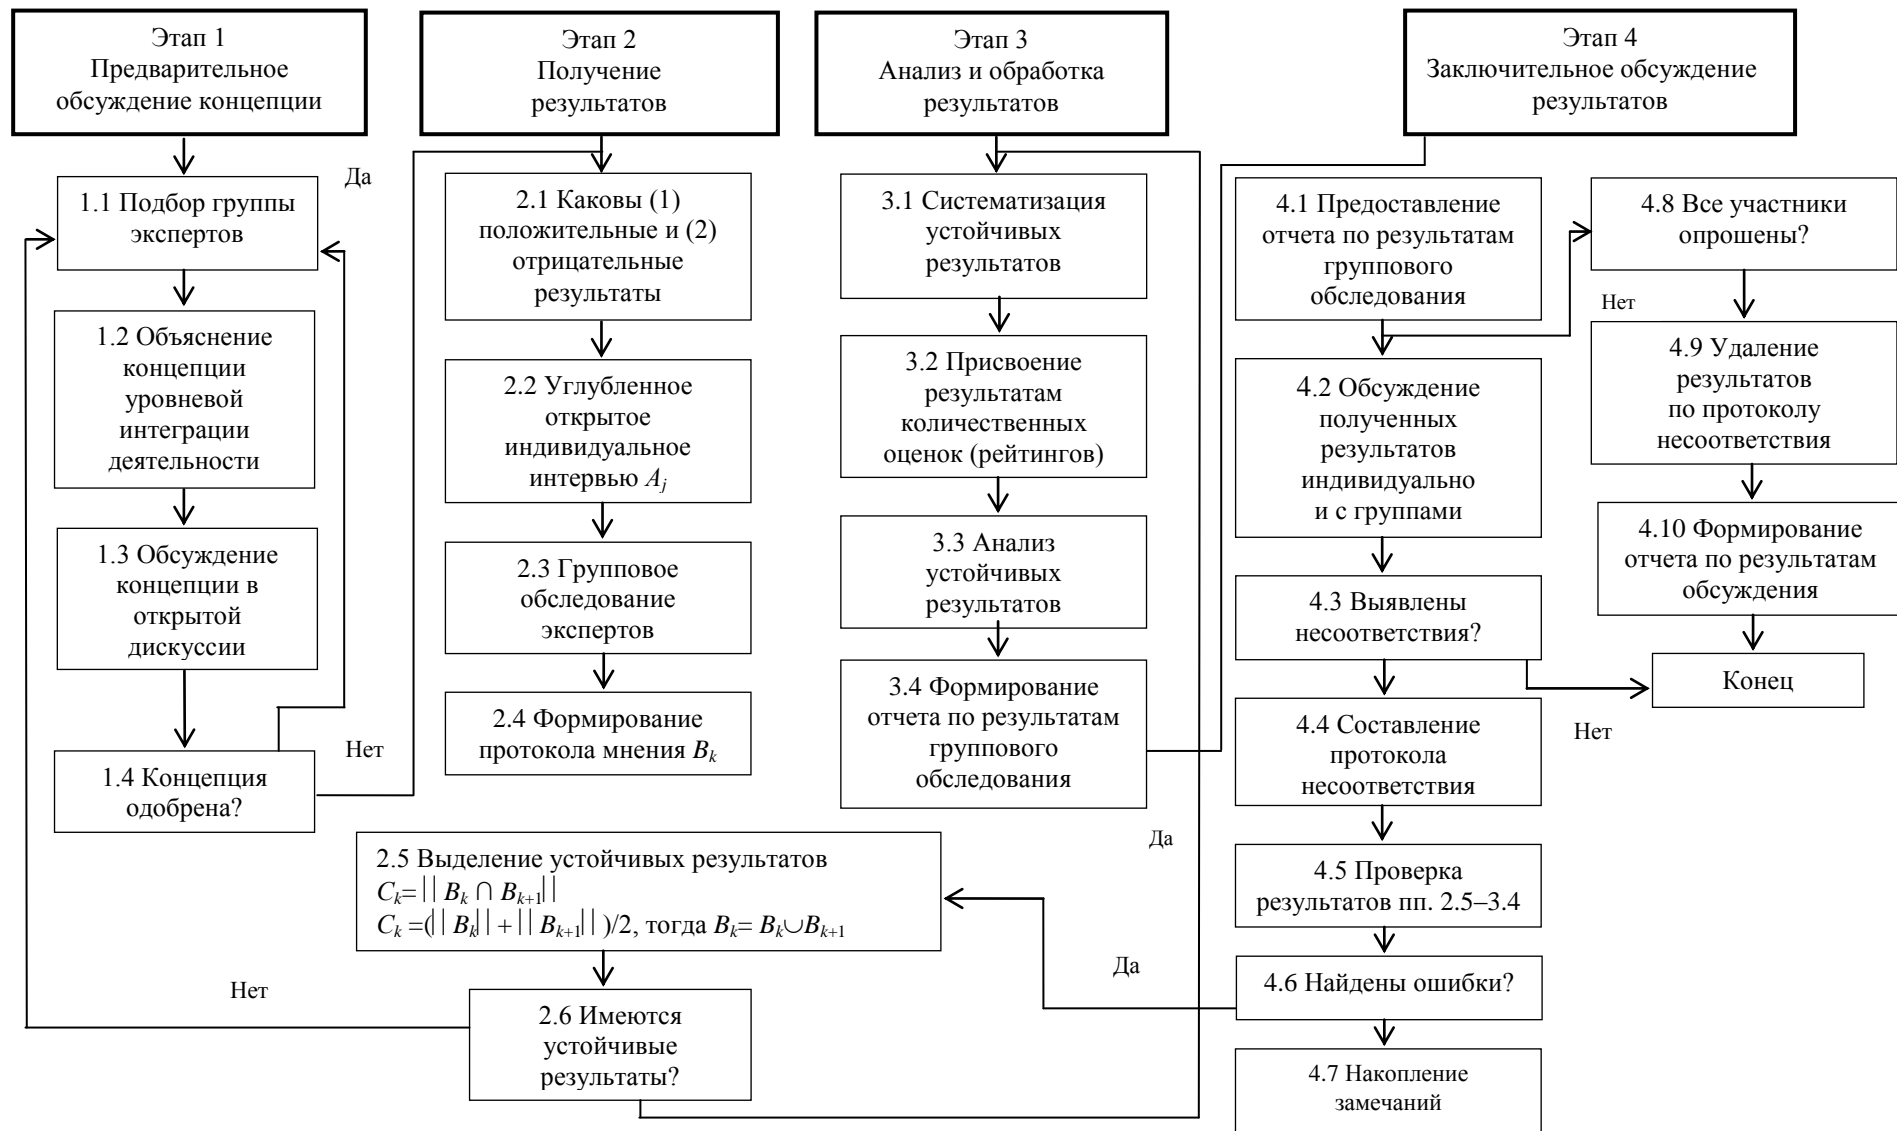 Этап 1
Предварительное
обсуждение концепции
Да
1.1 Подбор группы
экспертов
1.2 Объяснение
концепции
уровневой
интеграции
деятельности
1.3 Обсуждение
концепции в
открытой
дискуссии
Нет
1.4 Концепция
одобрена?
Этап 2
Получение
результатов
2.1 Каковы (1)
положительные и (2)
отрицательные
результаты
2.2 Углубленное
открытое
индивидуальное
интервью Aj
2.3 Групповое
обследование
экспертов
2.4 Формирование
протокола мнения Bk
2.5 Выделение устойчивых результатов
Ck=|| Bk ∩ Bk+1||
Ck =(|| Bk|| + || Bk+1|| )/2, тогда Bk= Bk∪Bk+1
Нет
2.6 Имеются
устойчивые
результаты?
Этап 3
Анализ и обработка
результатов
3.1 Систематизация
устойчивых
результатов
3.2 Присвоение
результатам
количественных
оценок (рейтингов)
3.3 Анализ
устойчивых
результатов
3.4 Формирование
отчета по результатам
группового
обследования
Да
Этап 4
Заключительное обсуждение
результатов
4.1 Предоставление
отчета по результатам
группового
обследования
4.2 Обсуждение
полученных
результатов
индивидуально
и с группами
4.3 Выявлены
несоответствия?
Нет
4.4 Составление
протокола
несоответствия
4.5 Проверка
результатов пп. 2.5–3.4
Да
4.6 Найдены ошибки?
4.7 Накопление
замечаний
4.8 Все участники
опрошены?
Нет
4.9 Удаление
результатов
по протоколу
несоответствия
4.10 Формирование
отчета по результатам
обсуждения
Конец